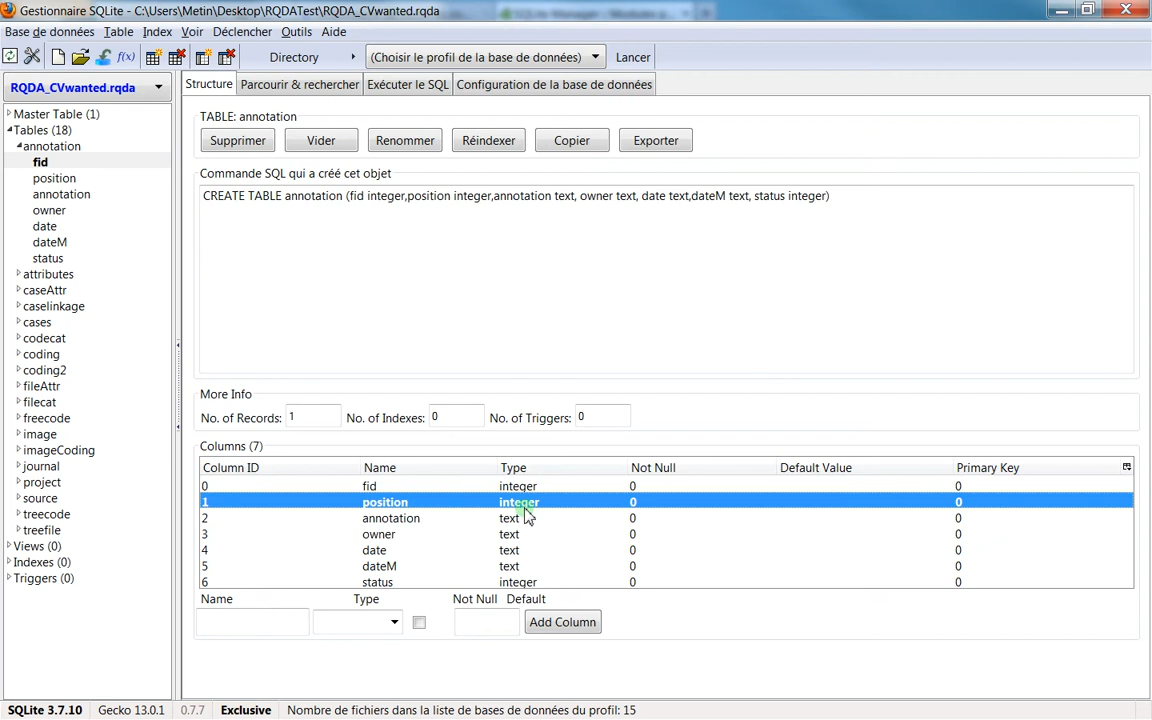 Gestionnaire SQLite - C:\Users\Metin\Desktop\RQDATest\RQDA_CVwanted.rqda
Base de données Table Index Voir Déclencher Outils Aide
f(x) Directory (Choisir le profil de la base de données) Lancer
RQDA_CVwanted.rqda
Structure Parcourir & rechercher Exécuter le SQL Configuration de la base de données
Master Table (1)
Tables (18)
annotation
fid
position
annotation
owner
date
dateM
status
attributes
caseAttr
caselinkage
cases
codecat
coding
coding2
fileAttr
filecat
freecode
image
imageCoding
journal
project
source
treecode
treefile
Views (0)
Indexes (0)
Triggers (0)
TABLE: annotation
Supprimer Vider Renommer Réindexer Copier Exporter
Commande SQL qui a créé cet objet
CREATE TABLE annotation (fid integer,position integer,annotation text, owner text, date text,dateM text, status integer)
More Info
No. of Records: 1 No. of Indexes: 0 No. of Triggers: 0
Columns (7)
Column ID Name Type Not Null Default Value Primary Key
0 fid integer 0 0
1 position integer 0 0
2 annotation text 0 0
3 owner text 0 0
4 date text 0 0
5 dateM text 0 0
6 status integer 0 0
Name Type Not Null Default
Add Column
SQLite 3.7.10 Gecko 13.0.1 0.7.7 Exclusive Nombre de fichiers dans la liste de bases de données du profil: 15